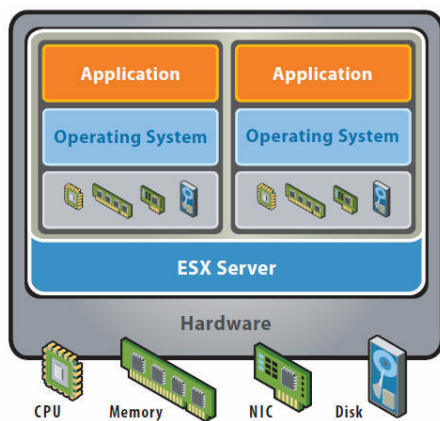 Application Application
Operating System Operating System
ESX Server
Hardware
CPU Memory NIC Disk